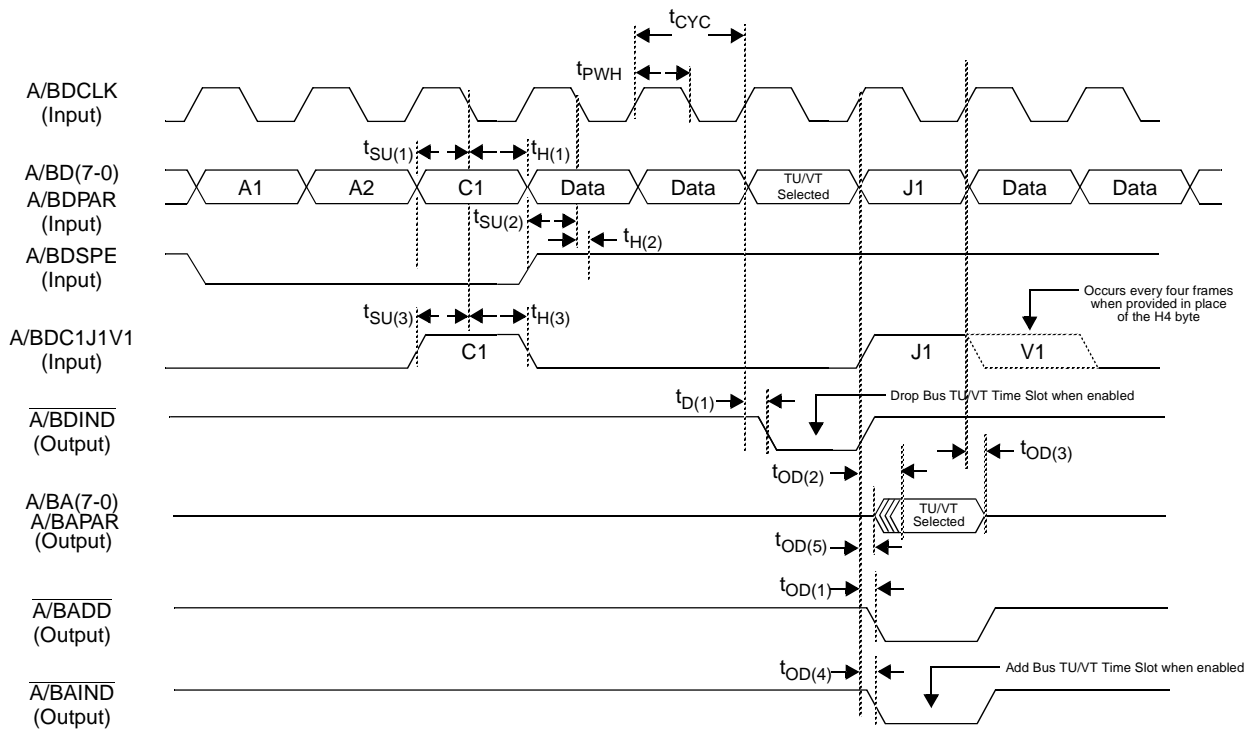 tCYC
tPWH
A/BDCLK
(Input)
tSU(1)
tH(1)
A/BD(7-0)
A/BDPAR
(Input)
A1
A2
C1
Data
Data
TU/VT
Selected
J1
Data
Data
tSU(2)
tH(2)
A/BDSPE
(Input)
Occurs every four frames
when provided in place
of the H4 byte
tSU(3)
tH(3)
A/BDC1J1V1
(Input)
C1
J1
V1
tD(1)
Drop Bus TU/VT Time Slot when enabled
A/BDIND
(Output)
tOD(3)
tOD(2)
A/BA(7-0)
A/BAPAR
(Output)
TU/VT
Selected
tOD(5)
tOD(1)
A/BADD
(Output)
tOD(4)
Add Bus TU/VT Time Slot when enabled
A/BAIND
(Output)